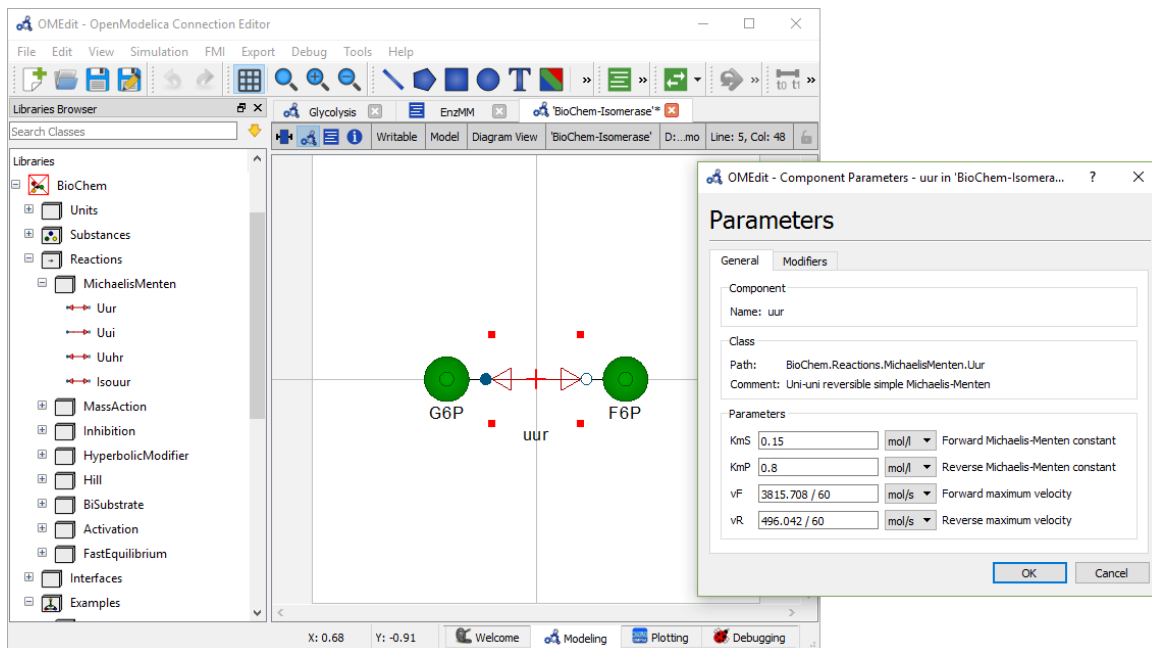 OMEdit - OpenModelica Connection Editor
File Edit View Simulation FMI Export Debug Tools Help
T » » » to t1 »
Libraries Browser
Search Classes
Libraries
BioChem
Units
Substances
Reactions
MichaelisMenten
Uur
Uui
Uuhr
Isouur
MassAction
Inhibition
HyperbolicModifier
Hill
BiSubstrate
Activation
FastEquilibrium
Interfaces
Examples
Glycolysis EnzMM 'BioChem-Isomerase'*
Writable Model Diagram View 'BioChem-Isomerase' D:...mo Line: 5, Col: 48
G6P F6P
uur
X: 0.68 Y: -0.91 Welcome Modeling Plotting Debugging
OMEdit - Component Parameters - uur in 'BioChem-Isomera... ?
Parameters
General Modifiers
Component
Name: uur
Class
Path: BioChem.Reactions.MichaelisMenten.Uur
Comment: Uni-uni reversible simple Michaelis-Menten
Parameters
KmS 0.15 mol/l Forward Michaelis-Menten constant
KmP 0.8 mol/l Reverse Michaelis-Menten constant
vF 3815.708 / 60 mol/s Forward maximum velocity
vR 496.042 / 60 mol/s Reverse maximum velocity
OK Cancel